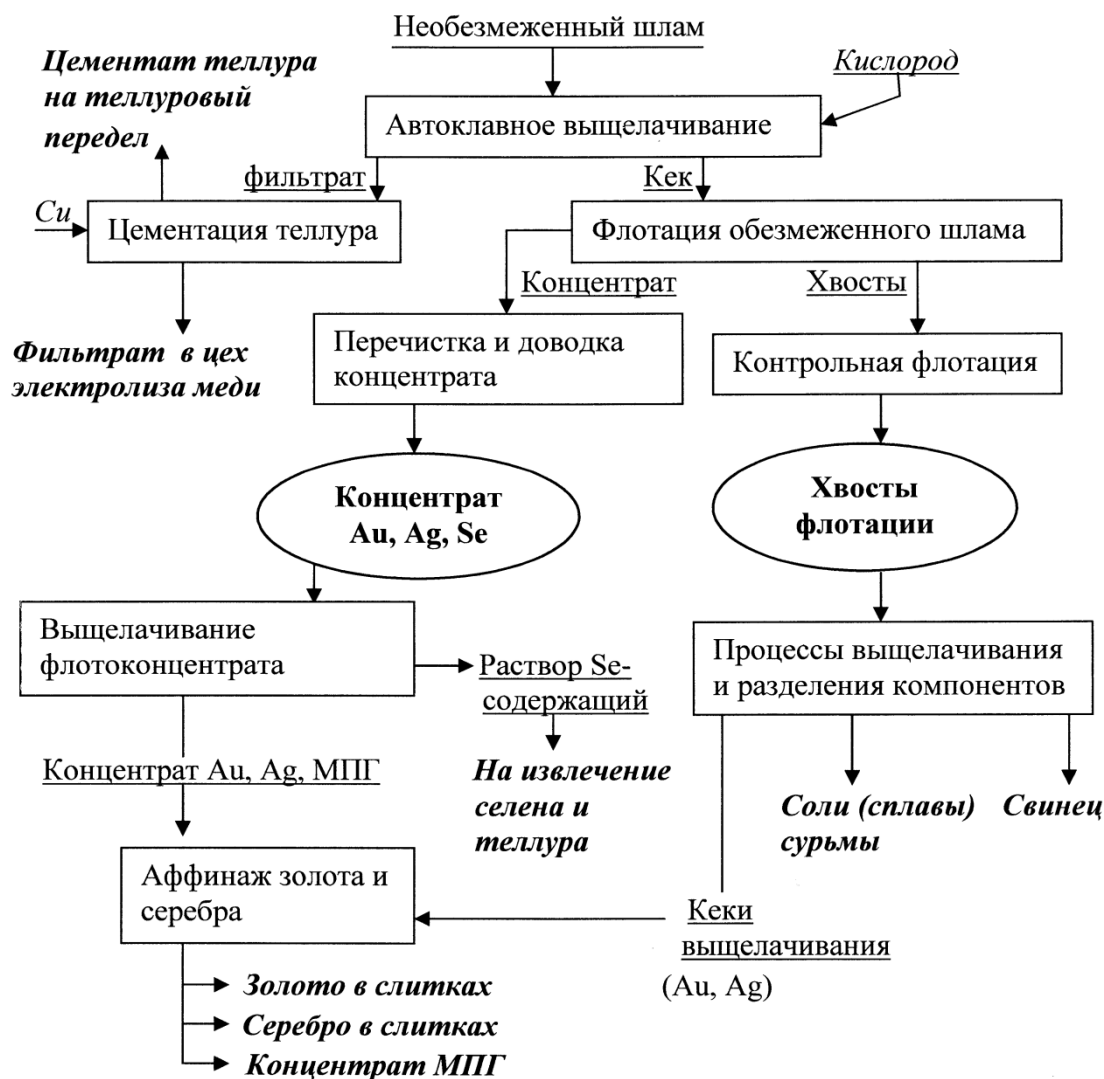 Необезмеженный шлам
Цементат теллура
на теллуровый
передел
Кислород
Автоклавное выщелачивание
фильтрат
Кек
Си
Цементация теллура
Флотация обезмеженного шлама
Концентрат
Хвосты
Фильтрат в цех
электролиза меди
Перечистка и доводка
концентрата
Контрольная флотация
Концентрат
Au, Ag, Se
Хвосты
флотации
Выщелачивание
флотоконцентрата
Раствор Se-
содержащий
Процессы выщелачивания
и разделения компонентов
Концентрат Au, Ag, МПГ
На извлечение
селена и
теллура
Соли (сплавы)
сурьмы
Свинец
Аффинаж золота и
серебра
Кеки
выщелачивания
(Au, Ag)
Золото в слитках
Серебро в слитках
Концентрат МПГ